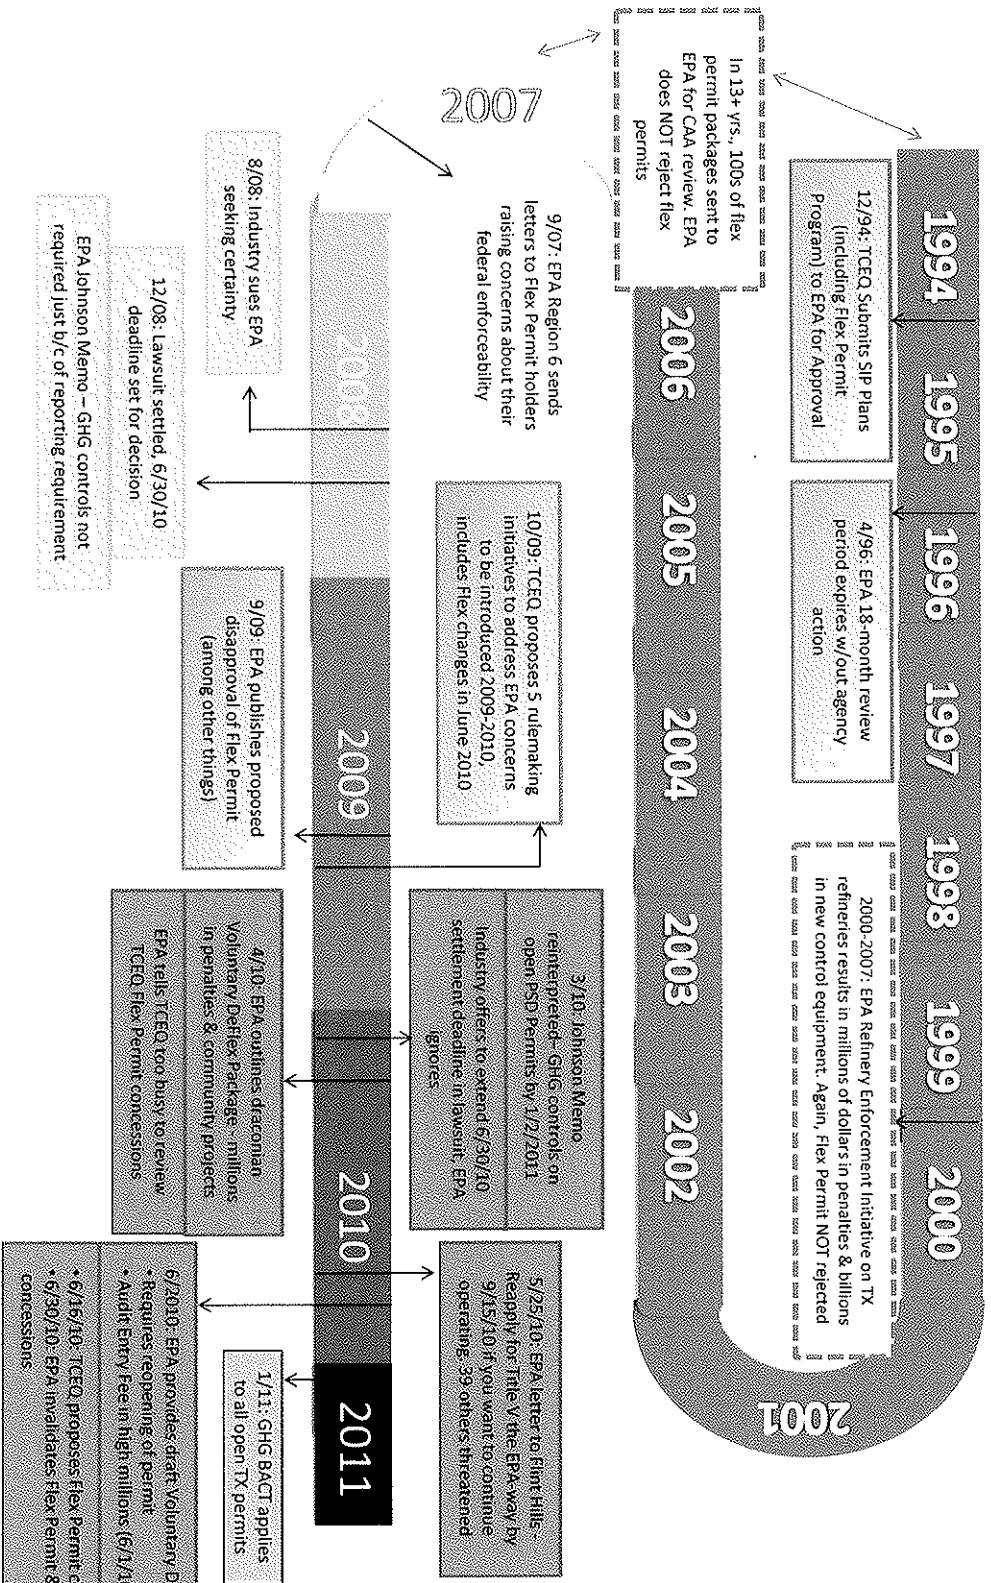 1994
1995
1996
1997
1998
1999
2000
12/94: TCEQ Submits SIP Plans
(including Flex Permit
Program) to EPA for Approval
4/96: EPA 18-month review
period expires w/out agency
action
2000-2007: EPA Refinery Enforcement Initiative on TX
refineries results in millions of dollars in penalties & billions
in new control equipment. Again, Flex Permit NOT rejected
2001
In 13+ yrs., 100s of flex
permit packages sent to
EPA for CAA review. EPA
does NOT reject flex
permits
2006
2005
2004
2003
2002
2007
9/07: EPA Region 6 sends
letters to Flex Permit holders
raising concerns about their
federal enforceability
10/09: TCEQ proposes 5 rulemaking
initiatives to address EPA concerns
to be introduced 2009-2010,
includes Flex changes in June 2010
3/10: Johnson Memo
reinterpreted– GHG controls on
open PSD Permits by 1/2/2011
Industry offers to extend 6/30/10
settlement deadline in lawsuit, EPA
ignores
5/25/10: EPA letter to Flint Hills –
Reapply for Title V the EPA-way by
9/15/10 if you want to continue
operating. 39 others threatened
2008
2009
2010
2011
8/08: Industry sues EPA
seeking certainty
12/08: Lawsuit settled, 6/30/10
deadline set for decision
EPA Johnson Memo – GHG controls not
required just b/c of reporting requirement
9/09: EPA publishes proposed
disapproval of Flex Permit
(among other things)
4/10: EPA outlines draconian
Voluntary DeFlex Package - millions
in penalties & community projects
EPA tells TCEQ too busy to review
TCEQ Flex Permit concessions
1/11: GHG BACT applies
to all open TX permits
6/2010: EPA provides draft Voluntary D
• Requires reopening of permit
• Audit Entry Fee in high millions (6/1/1
• 6/16/10: TCEQ proposes Flex Permit c
• 6/30/10: EPA invalidates Flex Permit &
concessions